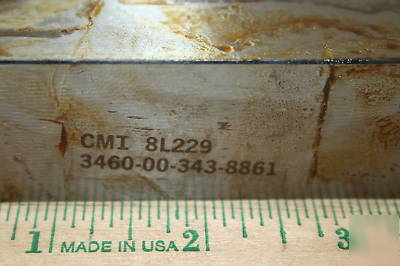 CMI 8L229
3460-00-343-8861
1 MADE IN USA 2 3